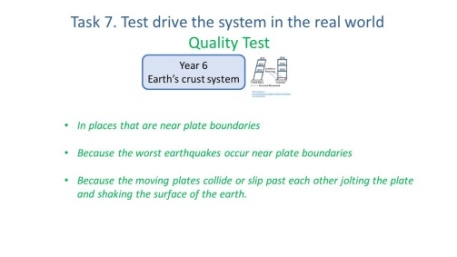 Task 7. Test drive the system in the real world
Quality Test
Year 6
Earth's crust system
• In places that are near plate boundaries
• Because the worst earthquakes occur near plate boundaries
• Because the moving plates collide or slip past each other jolting the plate
and shaking the surface of the earth.